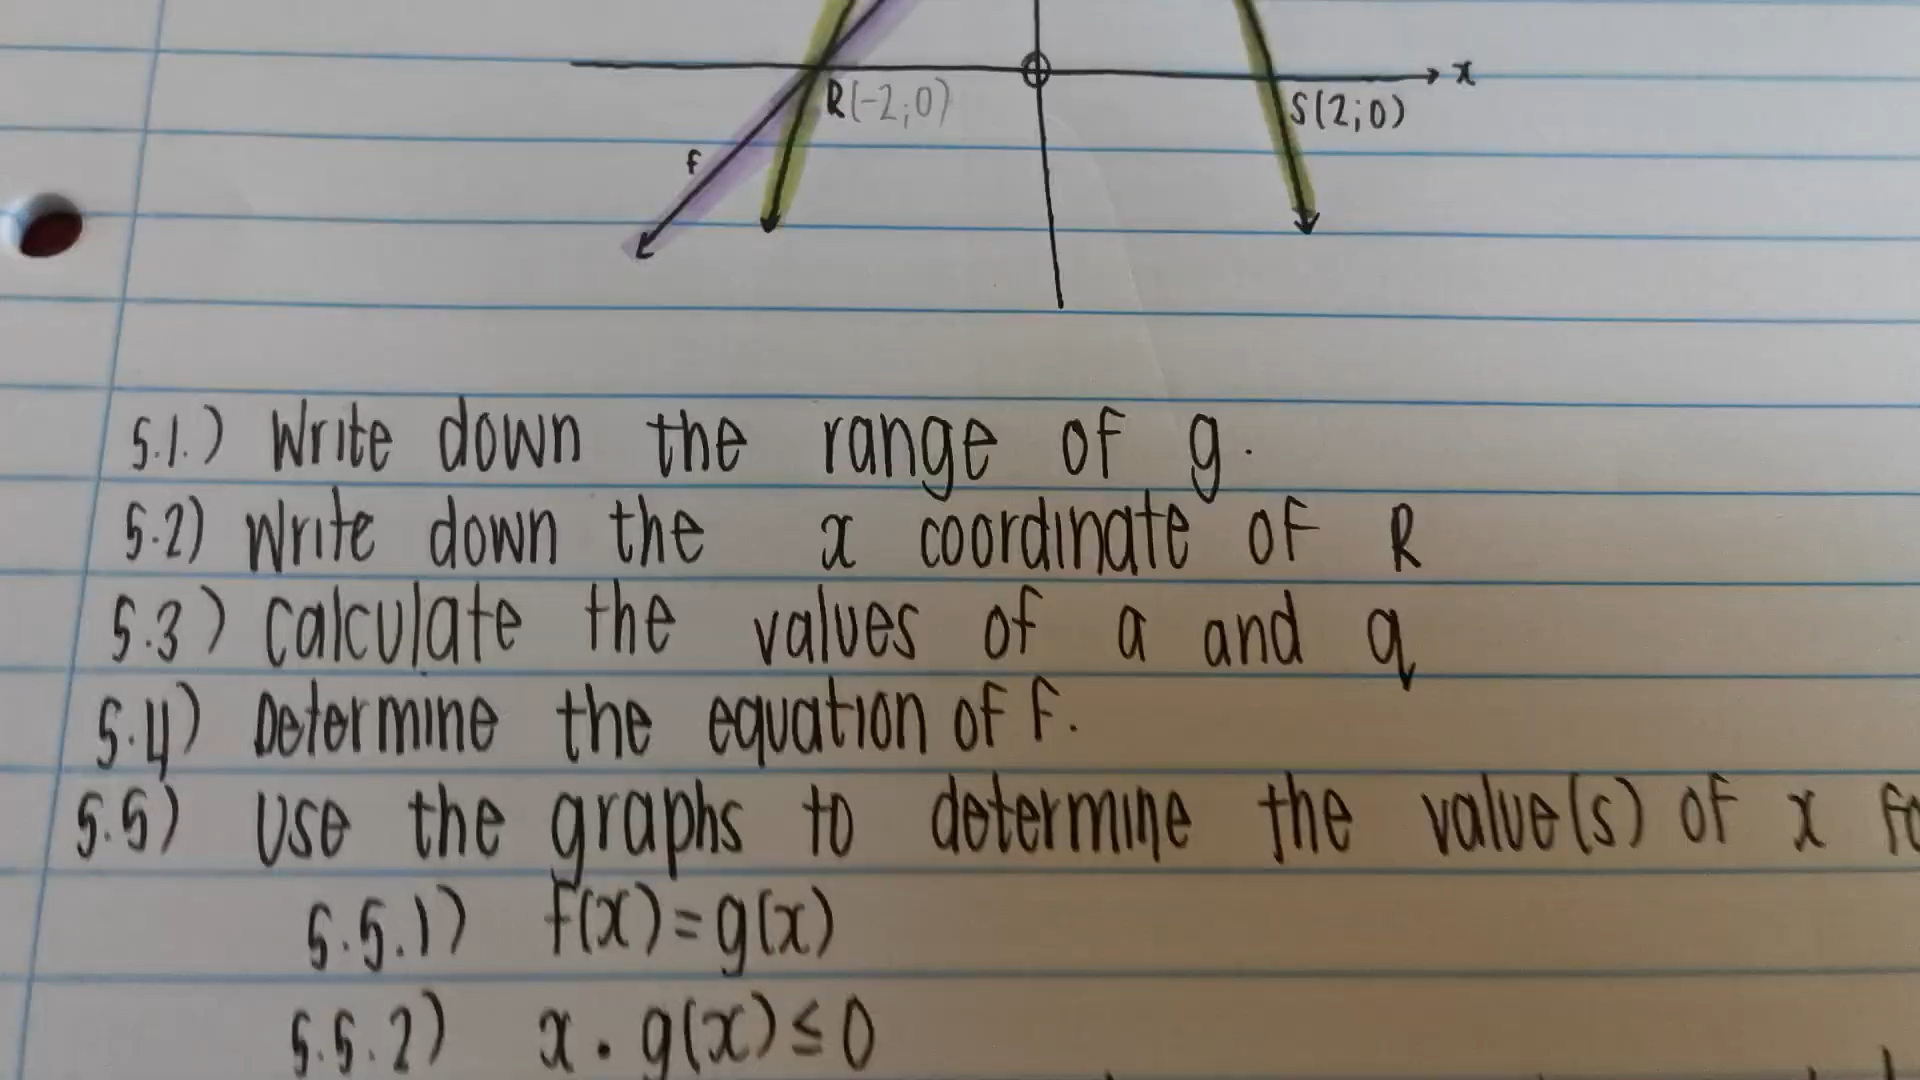 x
R(-2;0)
S(2;0)
f
5.1.) Write down the range of g.
5.2) Write down the x coordinate of R
5.3) Calculate the values of a and q
5.4) Determine the equation of f.
5.5) Use the graphs to determine the value(s) of x
5.5.1) f(x)=g(x)
5.5.2) x . g(x) ≤ 0